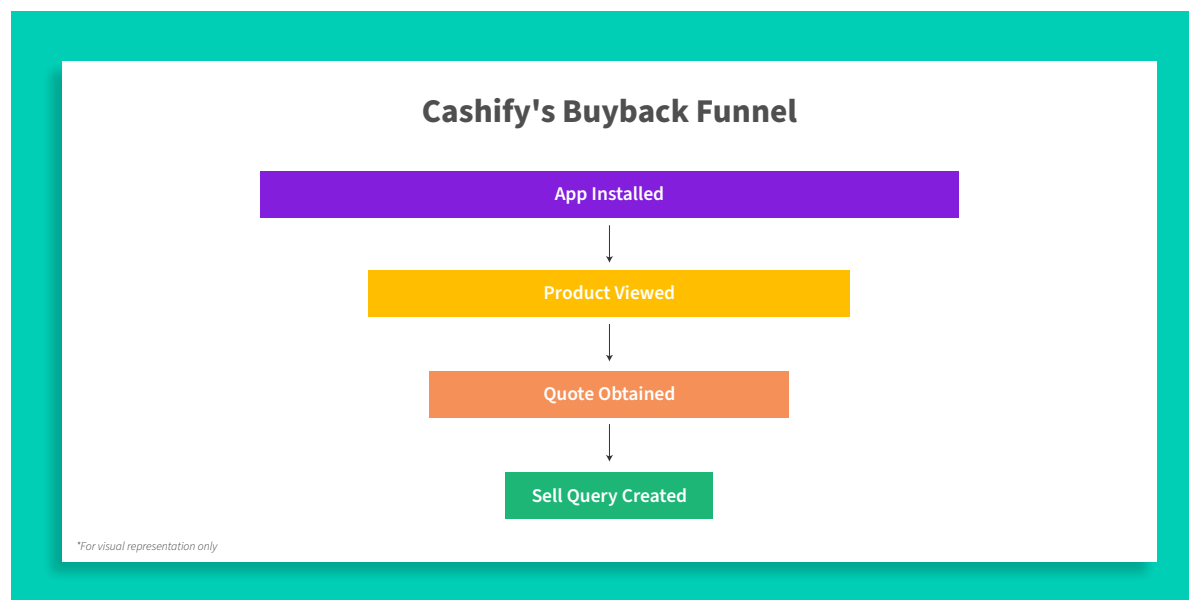 Cashify's Buyback Funnel
App Installed
Product Viewed
Quote Obtained
Sell Query Created
*For visual representation only